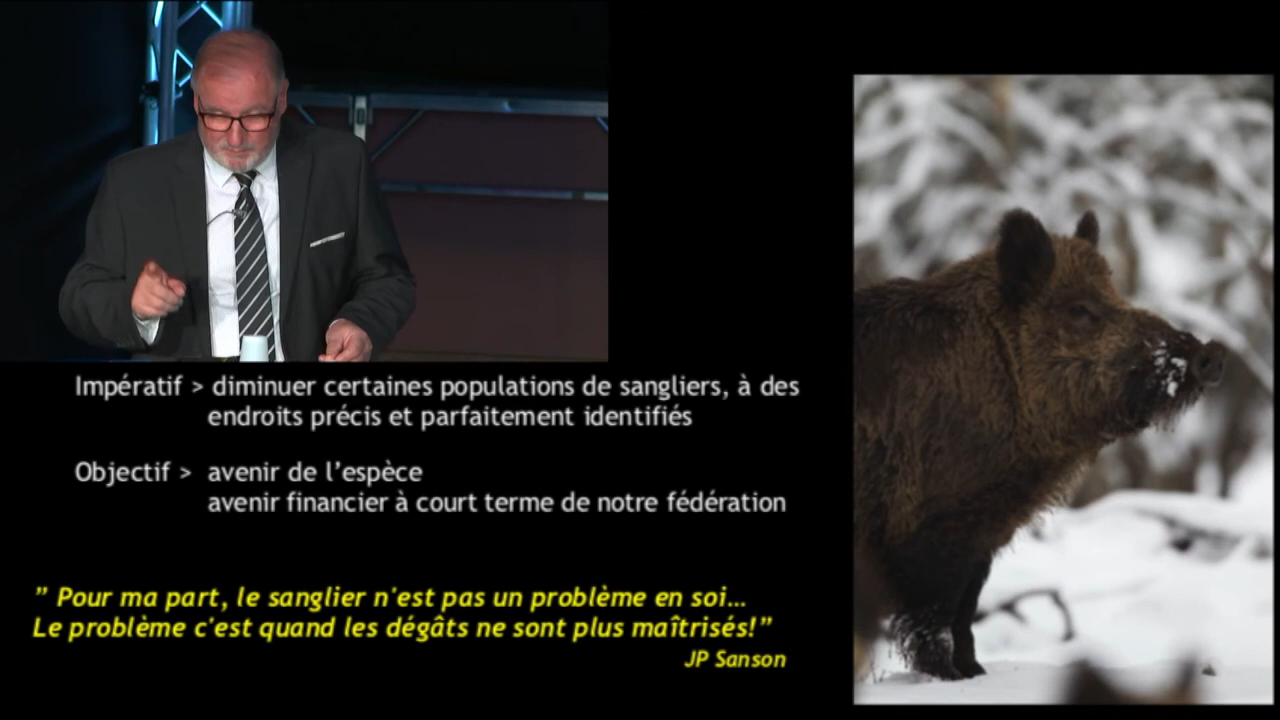 Impératif > diminuer certaines populations de sangliers, à des
endroits précis et parfaitement identifiés
Objectif > avenir de l’espèce
avenir financier à court terme de notre fédération
” Pour ma part, le sanglier n'est pas un problème en soi...
Le problème c'est quand les dégâts ne sont plus maîtrisés!”
JP Sanson